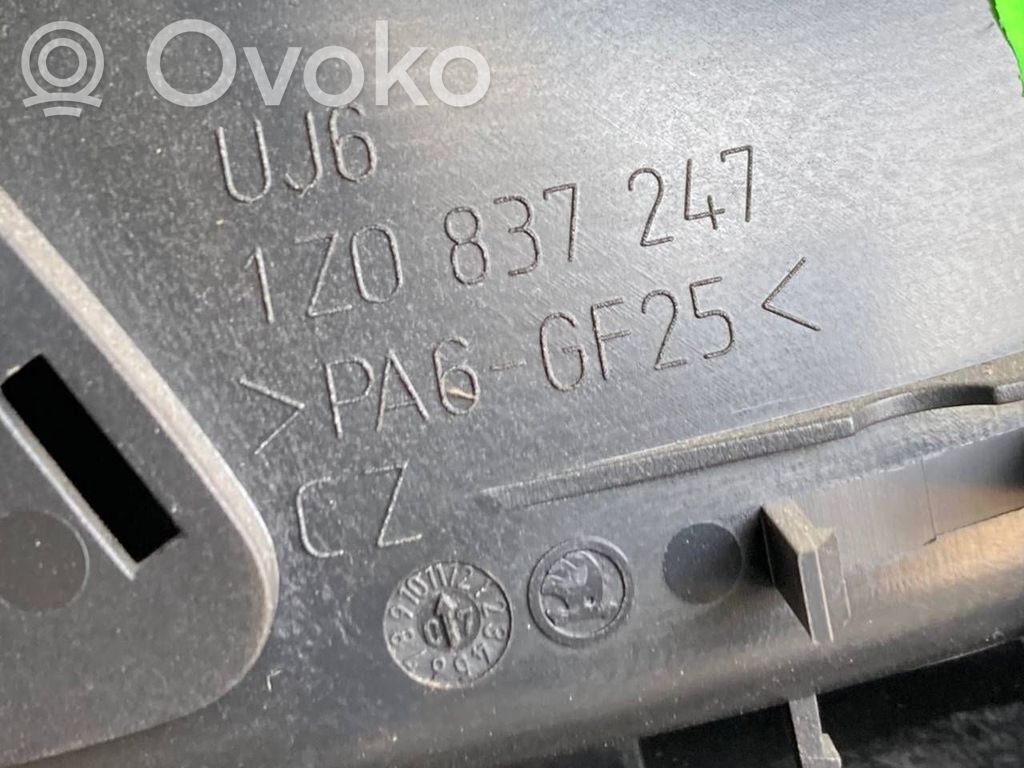 Ovoko
UJ6
1Z0 837 247
>PA6-GF25<
CZ